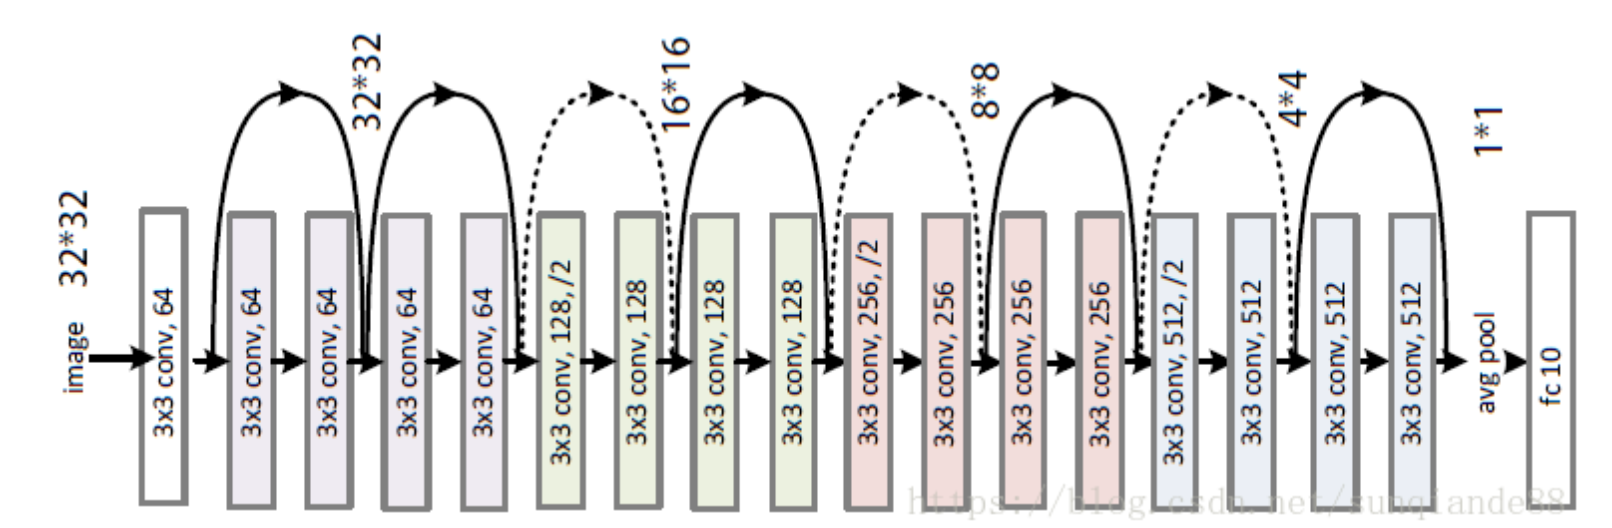 image
32*32
3x3 conv, 64
3x3 conv, 64
3x3 conv, 64
32*32
3x3 conv, 64
3x3 conv, 64
3x3 conv, 128, /2
3x3 conv, 128
16*16
3x3 conv, 128
3x3 conv, 128
3x3 conv, 256, /2
3x3 conv, 256
8*8
3x3 conv, 256
3x3 conv, 256
3x3 conv, 512, /2
3x3 conv, 512
4*4
3x3 conv, 512
3x3 conv, 512
avg pool
1*1
fc 10
https://blog.csdn.net/sunqiande88